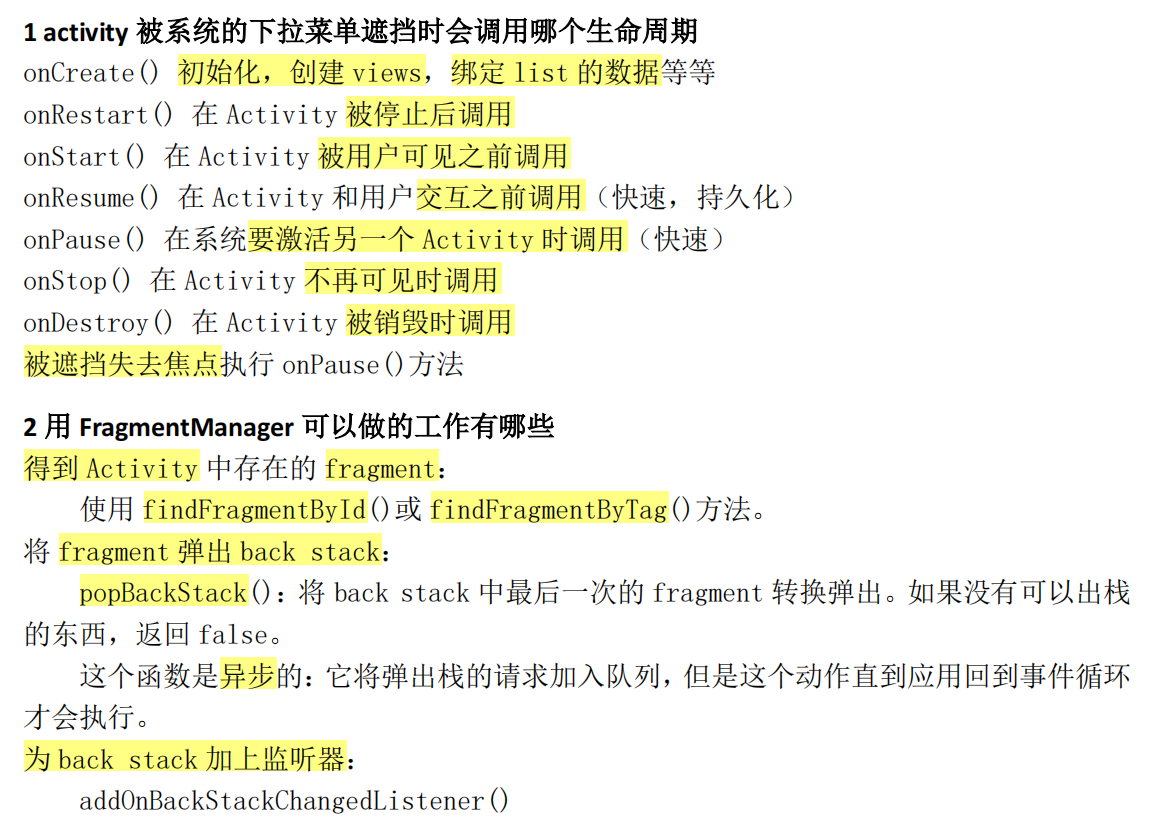 1 activity 被系统的下拉菜单遮挡时会调用哪个生命周期
onCreate() 初始化，创建 views，绑定 list 的数据等等
onRestart() 在 Activity 被停止后调用
onStart() 在 Activity 被用户可见之前调用
onResume() 在 Activity 和用户交互之前调用（快速，持久化）
onPause() 在系统要激活另一个 Activity 时调用（快速）
onStop() 在 Activity 不再可见时调用
onDestroy() 在 Activity 被销毁时调用
被遮挡失去焦点执行 onPause()方法
2 用 FragmentManager 可以做的工作有哪些
得到 Activity 中存在的 fragment：
使用 findFragmentById()或 findFragmentByTag()方法。
将 fragment 弹出 back stack：
popBackStack()：将 back stack 中最后一次的 fragment 转换弹出。如果没有可以出栈
的东西，返回 false。
这个函数是异步的：它将弹出栈的请求加入队列，但是这个动作直到应用回到事件循环
才会执行。
为 back stack 加上监听器：
addOnBackStackChangedListener()